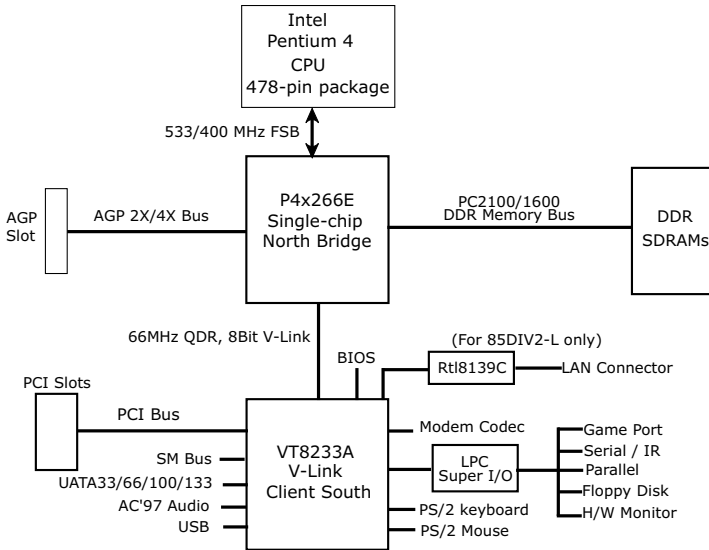 Intel
Pentium 4
CPU
478-pin package
533/400 MHz FSB
P4x266E
Single-chip
North Bridge
AGP
Slot
AGP 2X/4X Bus
PC2100/1600
DDR Memory Bus
DDR
SDRAMs
66MHz QDR, 8Bit V-Link
(For 85DIV2-L only)
BIOS
Rtl8139C
LAN Connector
PCI Slots
PCI Bus
VT8233A
V-Link
Client South
SM Bus
UATA33/66/100/133
AC'97 Audio
USB
Modem Codec
LPC
Super I/O
PS/2 keyboard
PS/2 Mouse
Game Port
Serial / IR
Parallel
Floppy Disk
H/W Monitor